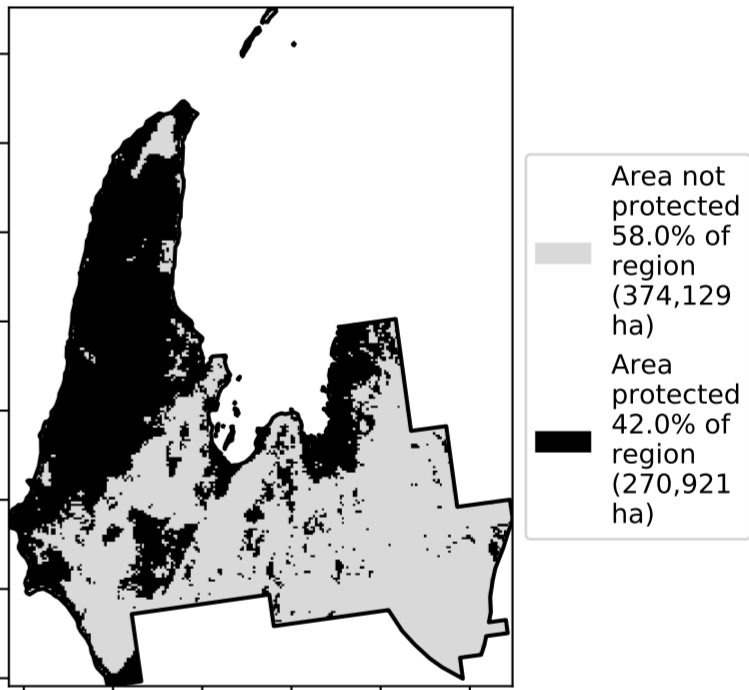 Area not
protected
58.0% of
region
(374,129
ha)
Area
protected
42.0% of
region
(270,921
ha)